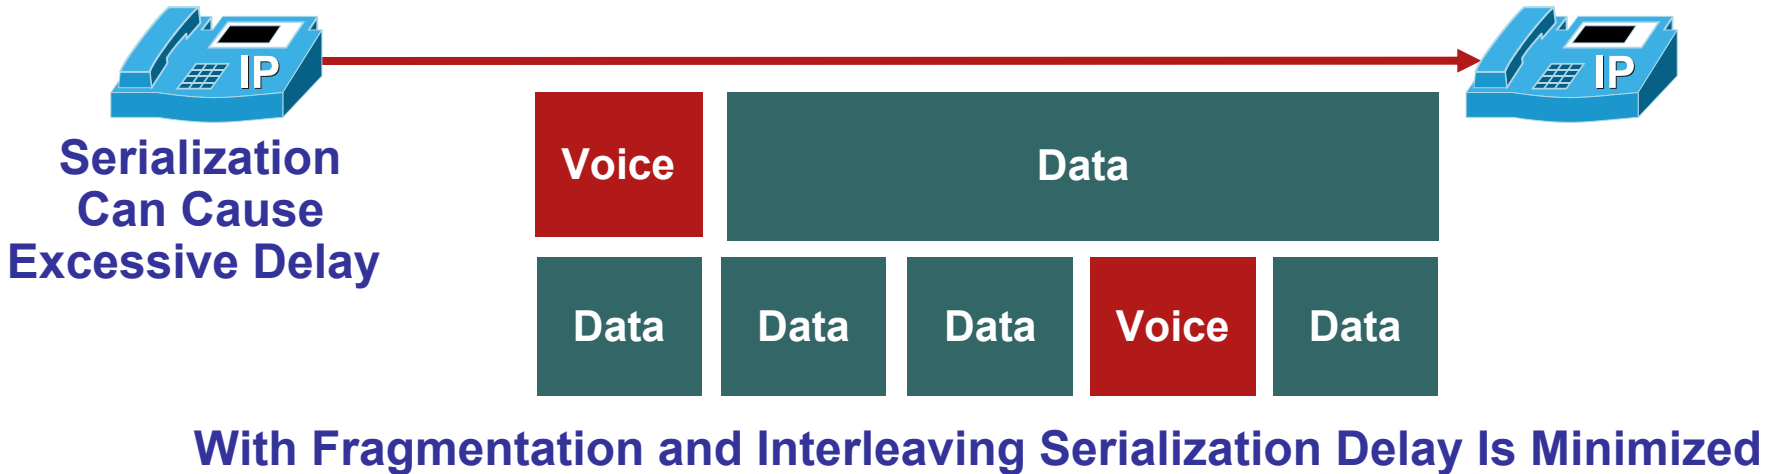 IP
IP
Serialization
Can Cause
Excessive Delay
Voice Data
Data Data Data Voice Data
With Fragmentation and Interleaving Serialization Delay Is Minimized